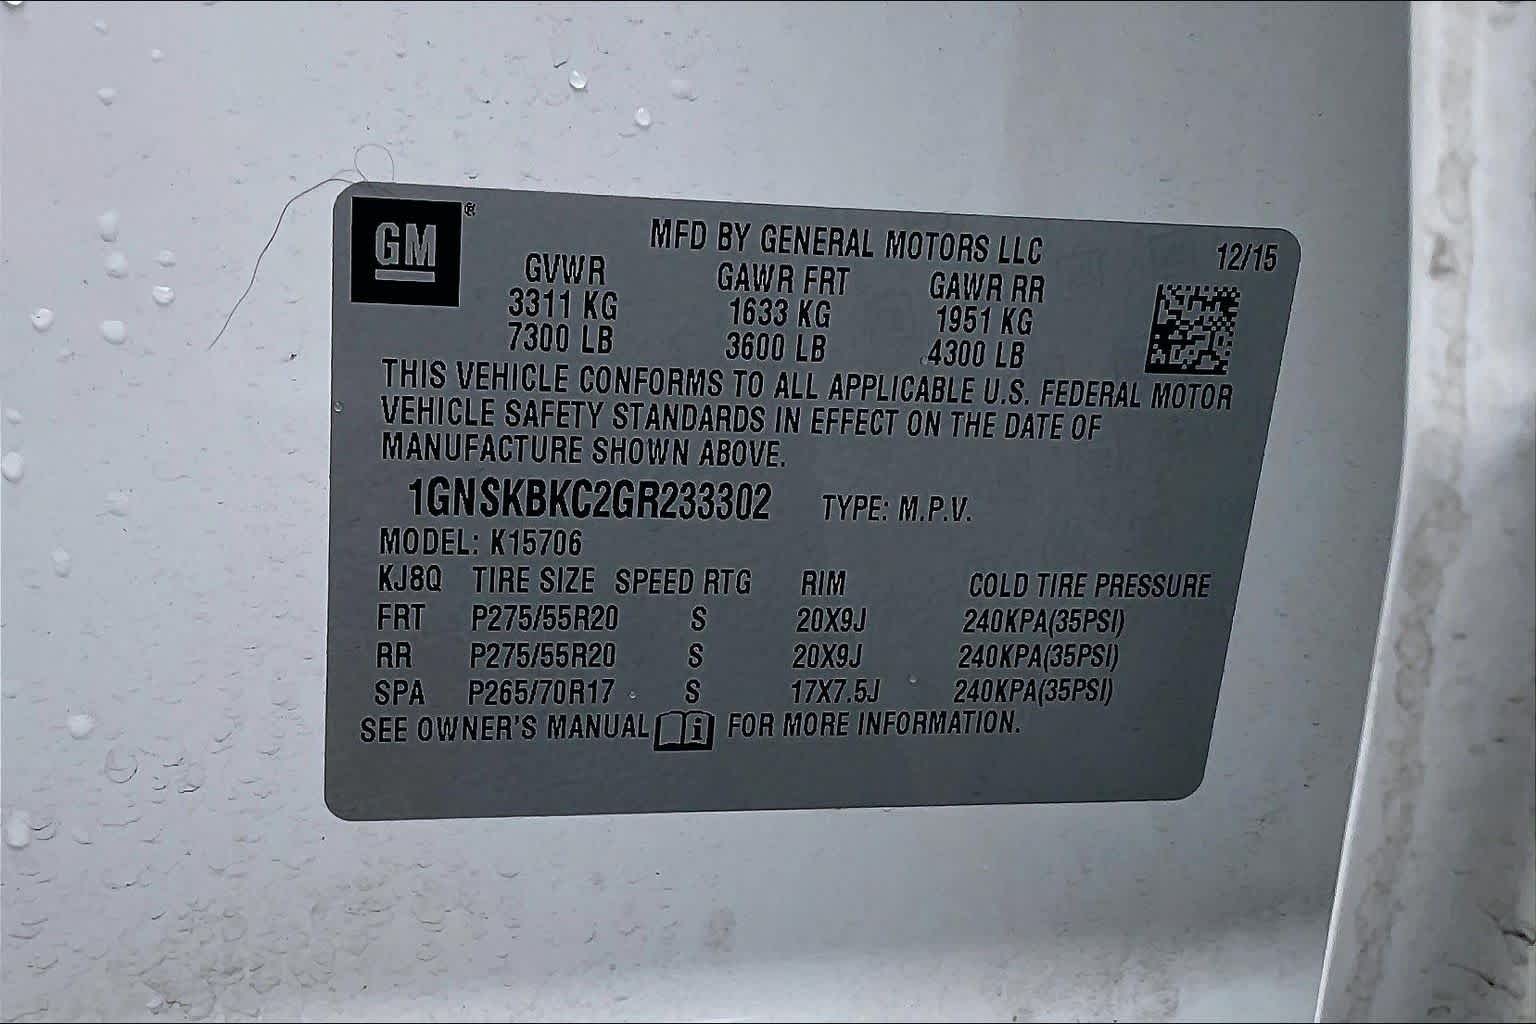 GM ®
MFD BY GENERAL MOTORS LLC 12/15
GVWR GAWR FRT GAWR RR
3311 KG 1633 KG 1951 KG
7300 LB 3600 LB 4300 LB
THIS VEHICLE CONFORMS TO ALL APPLICABLE U.S. FEDERAL MOTOR
VEHICLE SAFETY STANDARDS IN EFFECT ON THE DATE OF
MANUFACTURE SHOWN ABOVE.
1GNSKBKC2GR233302 TYPE: M.P.V.
MODEL: K15706
KJ8Q TIRE SIZE SPEED RTG RIM COLD TIRE PRESSURE
FRT P275/55R20 S 20X9J 240KPA(35PSI)
RR P275/55R20 S 20X9J 240KPA(35PSI)
SPA P265/70R17 S 17X7.5J 240KPA(35PSI)
SEE OWNER'S MANUAL i FOR MORE INFORMATION.